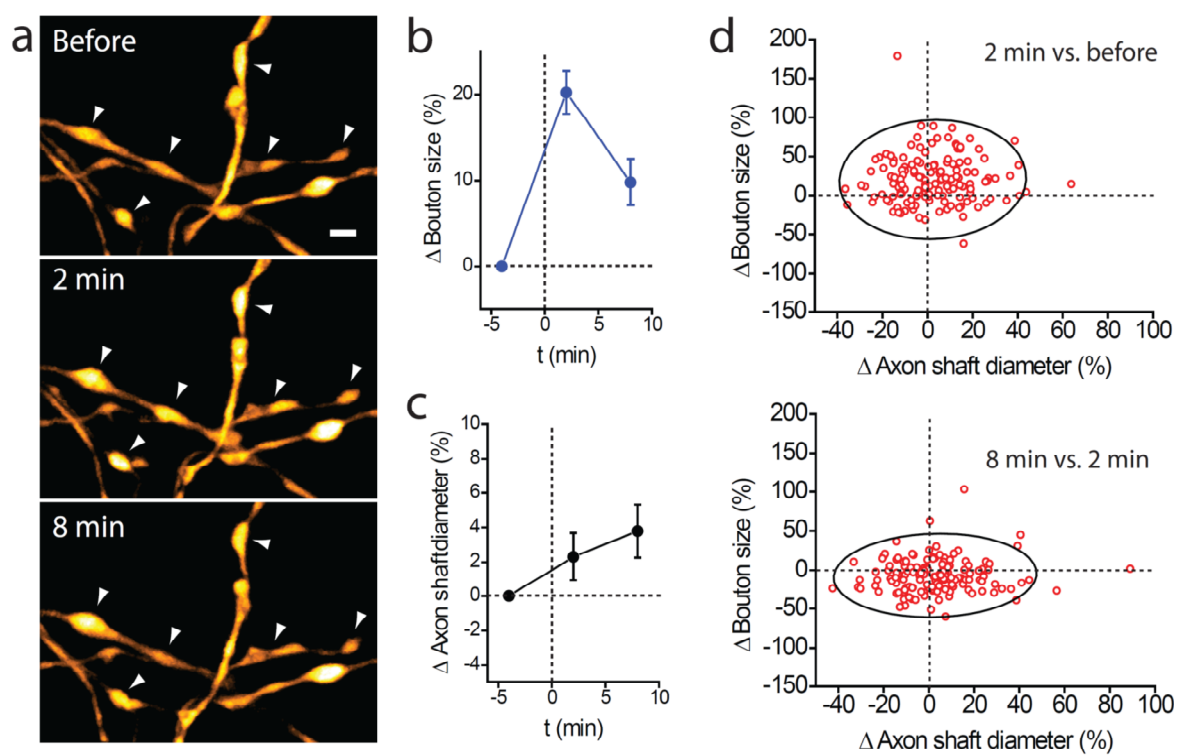 a
Before
2 min
8 min
b
Δ Bouton size (%)
20
10
0
-5
0
5
10
t (min)
c
Δ Axon shaftdiameter (%)
10
8
6
4
2
0
-2
-4
-5
0
5
10
t (min)
d
2 min vs. before
Δ Bouton size (%)
200
150
100
50
0
-50
-100
-150
-40 -20 0 20 40 60 80 100
Δ Axon shaft diameter (%)
8 min vs. 2 min
Δ Bouton size (%)
200
150
100
50
0
-50
-100
-150
-40 -20 0 20 40 60 80 100
Δ Axon shaft diameter (%)